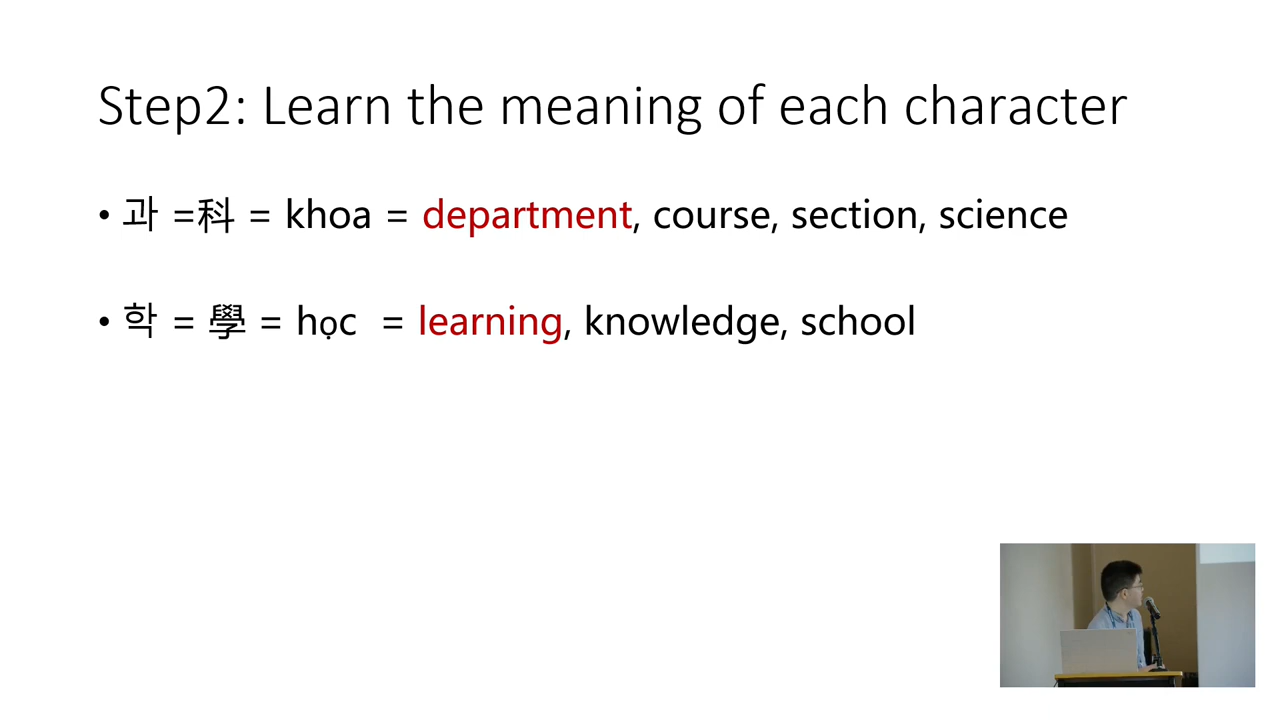 Step2: Learn the meaning of each character
• 과 =科 = khoa = department, course, section, science
• 학 = 學 = học = learning, knowledge, school